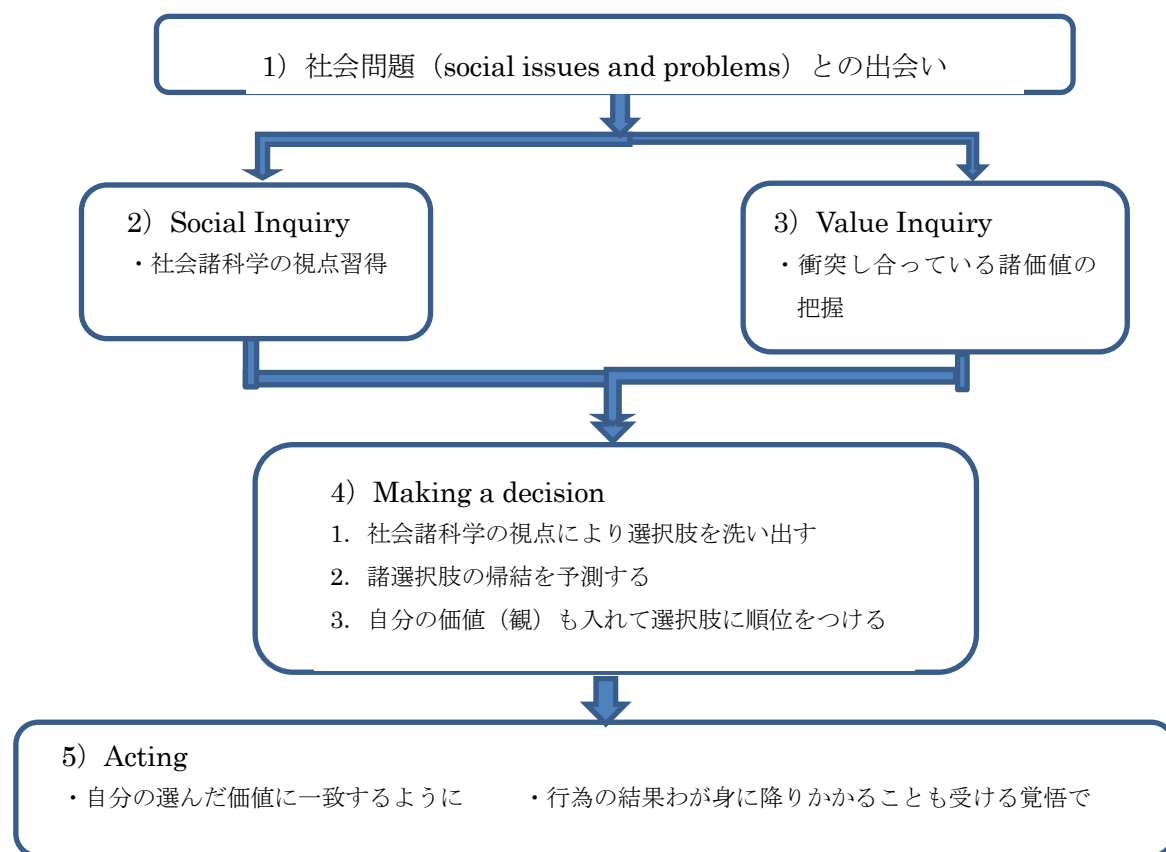 1）社会問題（social issues and problems）との出会い
2）Social Inquiry
・社会諸科学の視点習得
3）Value Inquiry
・衝突し合っている諸価値の
把握
4）Making a decision
1. 社会諸科学の視点により選択肢を洗い出す
2. 諸選択肢の帰結を予測する
3. 自分の価値（観）も入れて選択肢に順位をつける
5）Acting
・自分の選んだ価値に一致するように　　・行為の結果わが身に降りかかることも受ける覚悟で